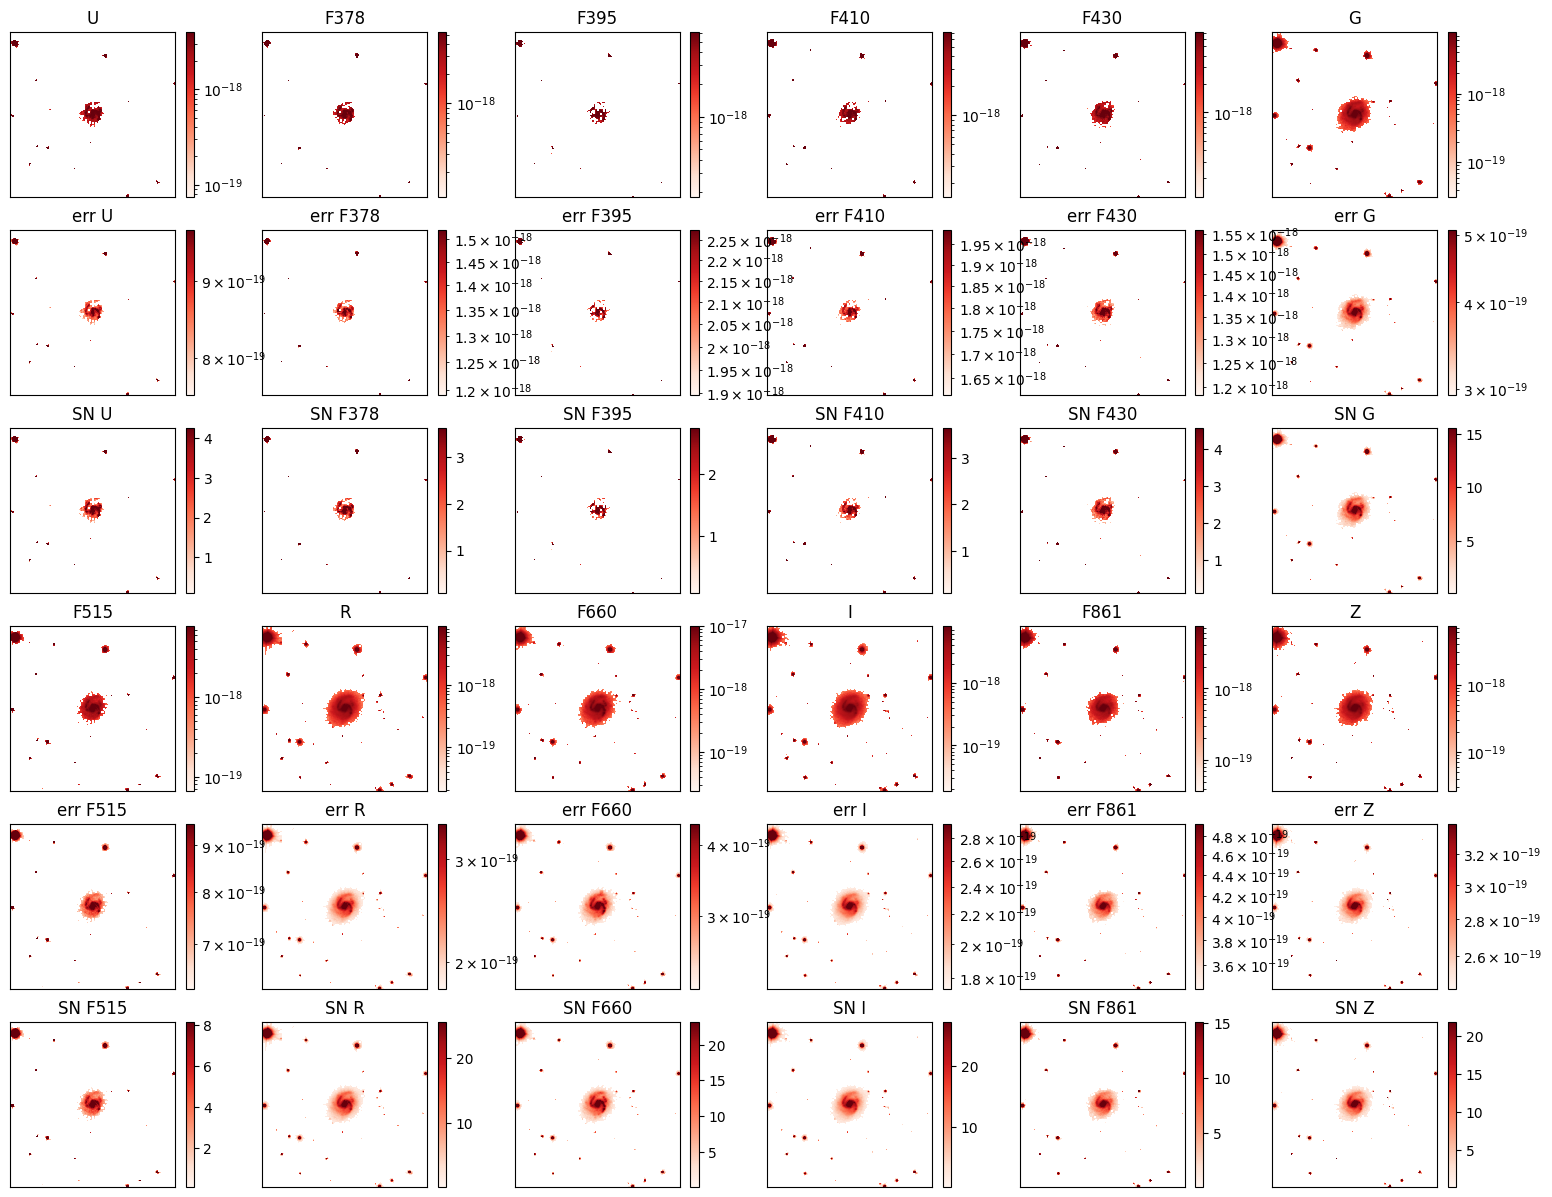 U
10⁻¹⁸
10⁻¹⁹
F378
10⁻¹⁸
F395
10⁻¹⁸
F410
10⁻¹⁸
F430
10⁻¹⁸
G
10⁻¹⁸
10⁻¹⁹
err U
9 × 10⁻¹⁹
8 × 10⁻¹⁹
err F378
1.5 × 10⁻¹⁸
1.45 × 10⁻¹⁸
1.4 × 10⁻¹⁸
1.35 × 10⁻¹⁸
1.3 × 10⁻¹⁸
1.25 × 10⁻¹⁸
1.2 × 10⁻¹⁸
err F395
2.25 × 10⁻¹⁸
2.2 × 10⁻¹⁸
2.15 × 10⁻¹⁸
2.1 × 10⁻¹⁸
2.05 × 10⁻¹⁸
2 × 10⁻¹⁸
1.95 × 10⁻¹⁸
1.9 × 10⁻¹⁸
err F410
1.95 × 10⁻¹⁸
1.9 × 10⁻¹⁸
1.85 × 10⁻¹⁸
1.8 × 10⁻¹⁸
1.75 × 10⁻¹⁸
1.7 × 10⁻¹⁸
1.65 × 10⁻¹⁸
err F430
1.55 × 10⁻¹⁸
1.5 × 10⁻¹⁸
1.45 × 10⁻¹⁸
1.4 × 10⁻¹⁸
1.35 × 10⁻¹⁸
1.3 × 10⁻¹⁸
1.25 × 10⁻¹⁸
1.2 × 10⁻¹⁸
err G
5 × 10⁻¹⁹
4 × 10⁻¹⁹
3 × 10⁻¹⁹
SN U
4
3
2
1
SN F378
3
2
1
SN F395
2
1
SN F410
3
2
1
SN F430
4
3
2
1
SN G
15
10
5
F515
10⁻¹⁸
10⁻¹⁹
R
10⁻¹⁸
10⁻¹⁹
F660
10⁻¹⁷
10⁻¹⁸
10⁻¹⁹
I
10⁻¹⁸
10⁻¹⁹
F861
10⁻¹⁸
10⁻¹⁹
Z
10⁻¹⁸
10⁻¹⁹
err F515
9 × 10⁻¹⁹
8 × 10⁻¹⁹
7 × 10⁻¹⁹
err R
3 × 10⁻¹⁹
2 × 10⁻¹⁹
err F660
4 × 10⁻¹⁹
3 × 10⁻¹⁹
err I
2.8 × 10⁻¹⁹
2.6 × 10⁻¹⁹
2.4 × 10⁻¹⁹
2.2 × 10⁻¹⁹
2 × 10⁻¹⁹
1.8 × 10⁻¹⁹
err F861
4.8 × 10⁻¹⁹
4.6 × 10⁻¹⁹
4.4 × 10⁻¹⁹
4.2 × 10⁻¹⁹
4 × 10⁻¹⁹
3.8 × 10⁻¹⁹
3.6 × 10⁻¹⁹
err Z
3.2 × 10⁻¹⁹
3 × 10⁻¹⁹
2.8 × 10⁻¹⁹
2.6 × 10⁻¹⁹
SN F515
8
6
4
2
SN R
20
10
SN F660
20
15
10
5
SN I
20
10
SN F861
15
10
5
SN Z
20
15
10
5